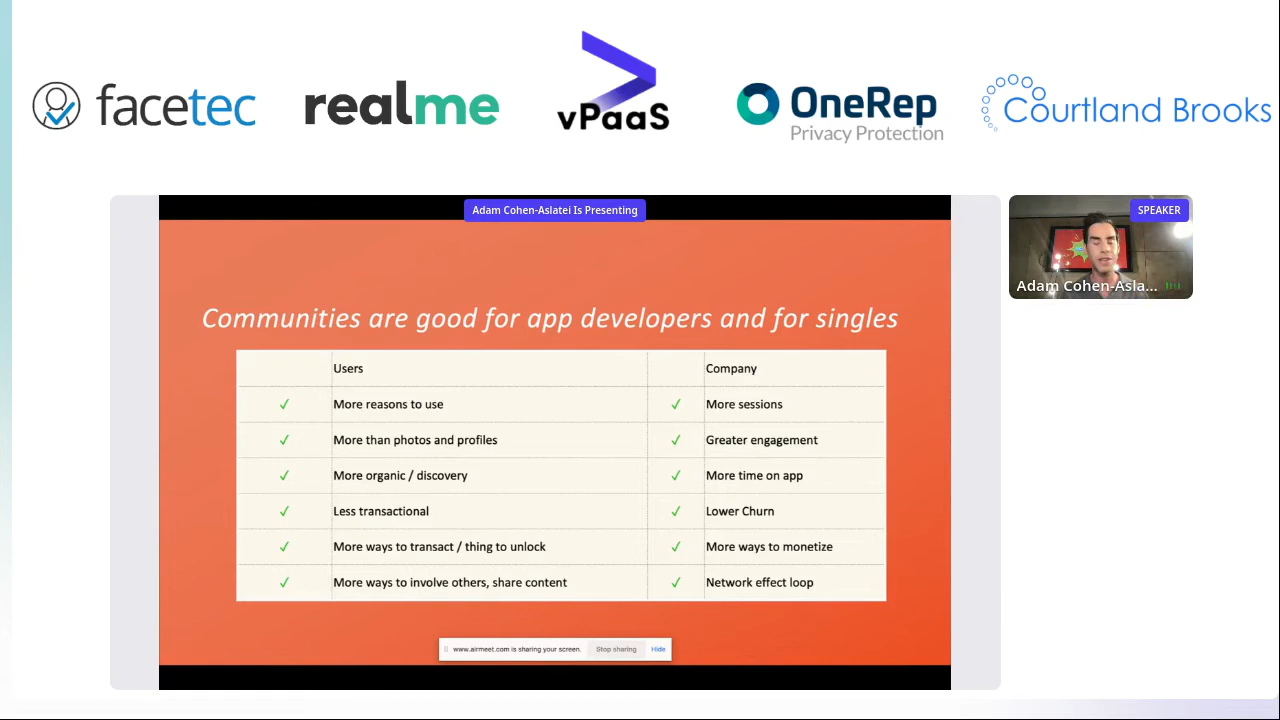 facetec
realme
vPaaS
OneRep
Privacy Protection
Courtland Brooks
Adam Cohen-Aslatei Is Presenting
SPEAKER
Adam Cohen-Asla...
Communities are good for app developers and for singles
Users Company
✓ More reasons to use ✓ More sessions
✓ More than photos and profiles ✓ Greater engagement
✓ More organic / discovery ✓ More time on app
✓ Less transactional ✓ Lower Churn
✓ More ways to transact / thing to unlock ✓ More ways to monetize
✓ More ways to involve others, share content ✓ Network effect loop
www.airmeet.com is sharing your screen. Stop sharing Hide